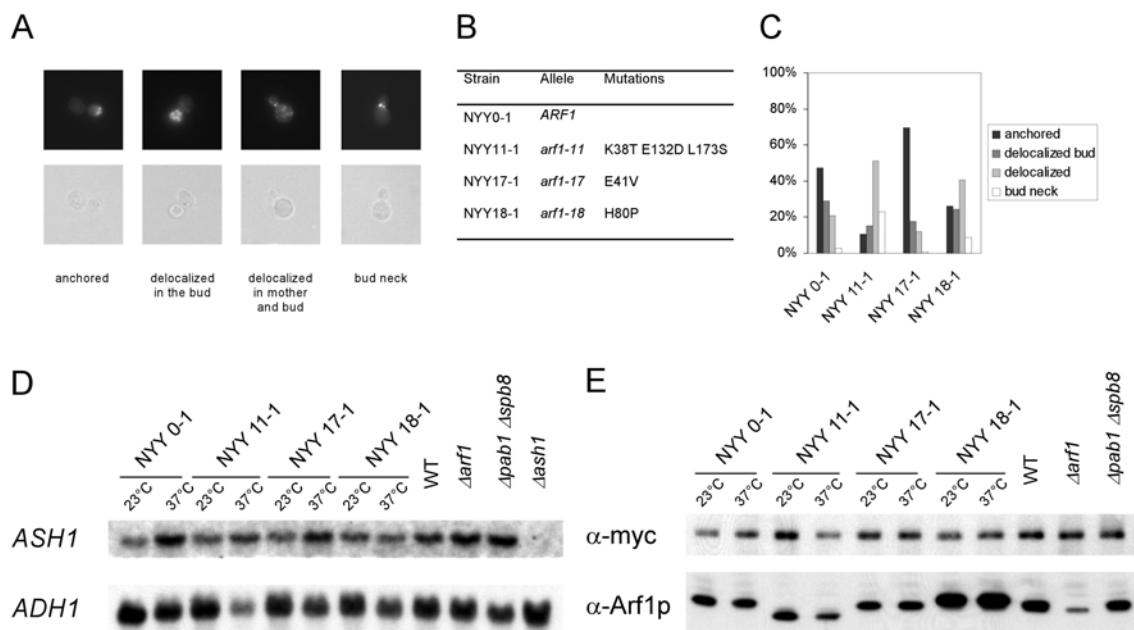 A
anchored
delocalized
in the bud
delocalized
in mother
and bud
bud neck
B
Strain Allele Mutations
NYY0-1 ARF1
NYY11-1 arf1-11 K38T E132D L173S
NYY17-1 arf1-17 E41V
NYY18-1 arf1-18 H80P
C
100%
80%
60%
40%
20%
0%
NYY 0-1
NYY 11-1
NYY 17-1
NYY 18-1
anchored
delocalized bud
delocalized
bud neck
D
NYY 0-1 NYY 11-1 NYY 17-1 NYY 18-1 WT Δarf1 Δpab1 Δspb8 Δash1
23°C 37°C 23°C 37°C 23°C 37°C 23°C 37°C
ASH1
ADH1
E
NYY 0-1 NYY 11-1 NYY 17-1 NYY 18-1 WT Δarf1 Δpab1 Δspb8
23°C 37°C 23°C 37°C 23°C 37°C 23°C 37°C
α-myc
α-Arf1p